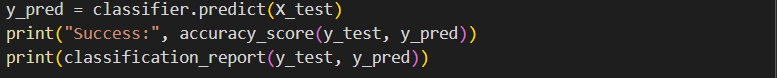 y_pred = classifier.predict(X_test)
print("Success:", accuracy_score(y_test, y_pred))
print(classification_report(y_test, y_pred))